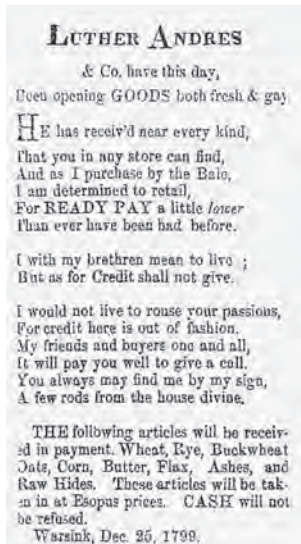 LUTHER ANDRES
& Co. have this day,
Been opening GOODS both fresh & gay
HE has receiv'd near every kind,
That you in any store can find,
And as I purchase by the Bale,
I am determined to retail,
For READY PAY a little lower
Than ever have been had before.
I with my brethren mean to live ;
But as for Credit shall not give.
I would not live to rouse your passions,
For credit here is out of fashion.
My friends and buyers one and all,
It will pay you well to give a call.
You always may find me by my sign,
A few rods from the house divine.
THE following articles will be receiv-
ed in payment. Wheat, Rye, Buckwheat
Oats, Corn, Butter, Flax, Ashes, and
Raw Hides. These articles will be tak-
en in at Esopus prices. CASH will not
be refused.
Warsink, Dec. 25, 1799.